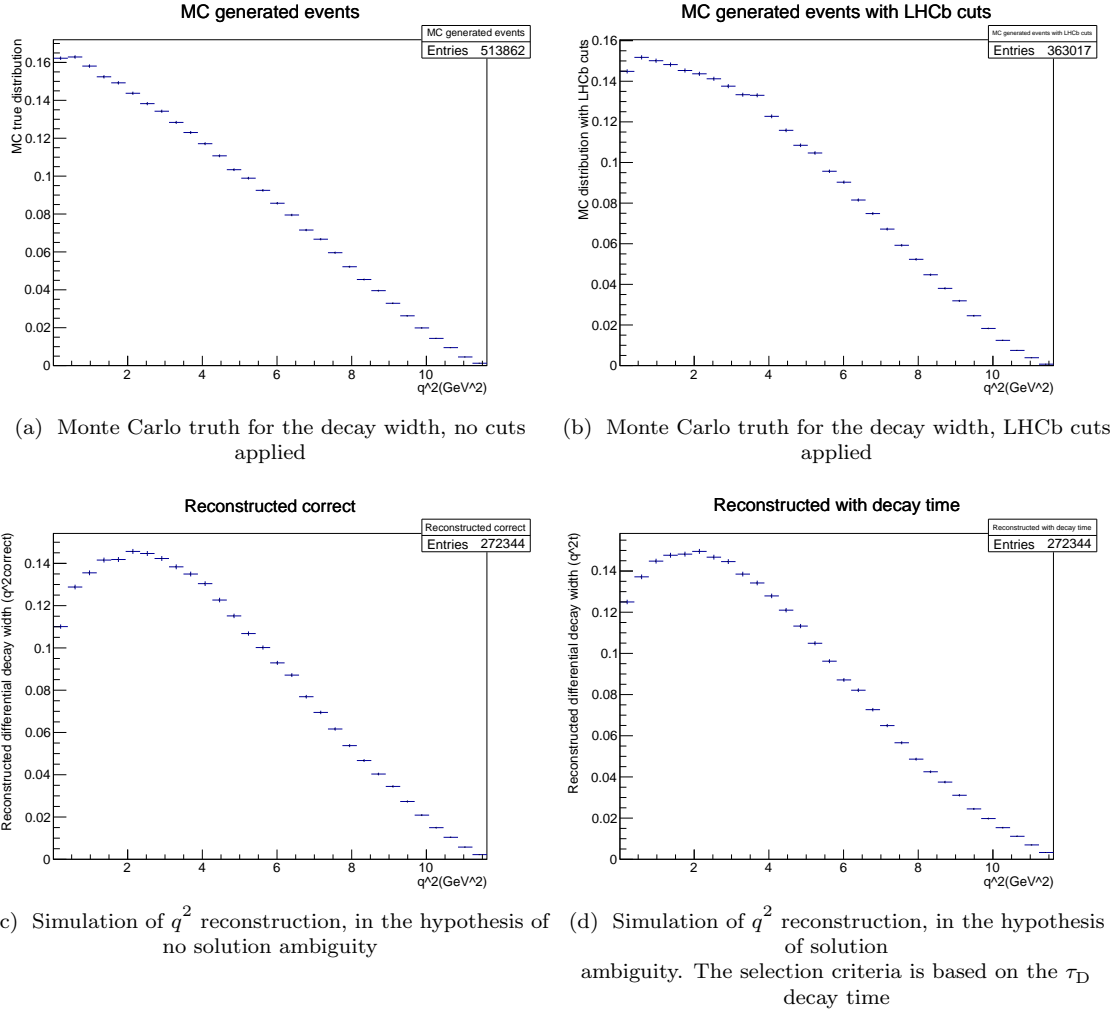 MC generated events
MC generated events
Entries 513862
MC true distribution
0.16
0.14
0.12
0.1
0.08
0.06
0.04
0.02
0
2 4 6 8 10
q^2(GeV^2)
(a) Monte Carlo truth for the decay width, no cuts
applied
MC generated events with LHCb cuts
MC generated events with LHCb cuts
Entries 363017
MC distribution with LHCb cuts
0.16
0.14
0.12
0.1
0.08
0.06
0.04
0.02
0
2 4 6 8 10
q^2(GeV^2)
(b) Monte Carlo truth for the decay width, LHCb cuts
applied
Reconstructed correct
Reconstructed correct
Entries 272344
Reconstructed differential decay width (q^2correct)
0.14
0.12
0.1
0.08
0.06
0.04
0.02
0
2 4 6 8 10
q^2(GeV^2)
c) Simulation of q² reconstruction, in the hypothesis of
no solution ambiguity
Reconstructed with decay time
Reconstructed with decay time
Entries 272344
Reconstructed differential decay width (q^2t)
0.14
0.12
0.1
0.08
0.06
0.04
0.02
0
2 4 6 8 10
q^2(GeV^2)
(d) Simulation of q² reconstruction, in the hypothesis
of solution
ambiguity. The selection criteria is based on the τ_D
decay time